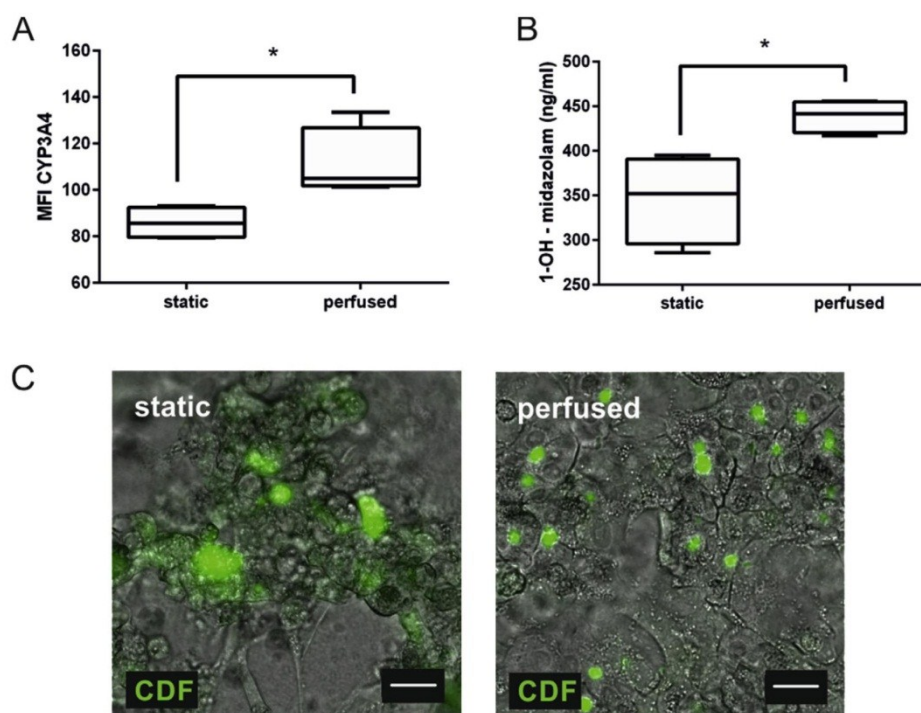 A
*
MFI CYP3A4
160
140
120
100
80
60
static
perfused
B
*
1-OH - midazolam (ng/ml)
500
450
400
350
300
250
static
perfused
C
static
CDF
perfused
CDF